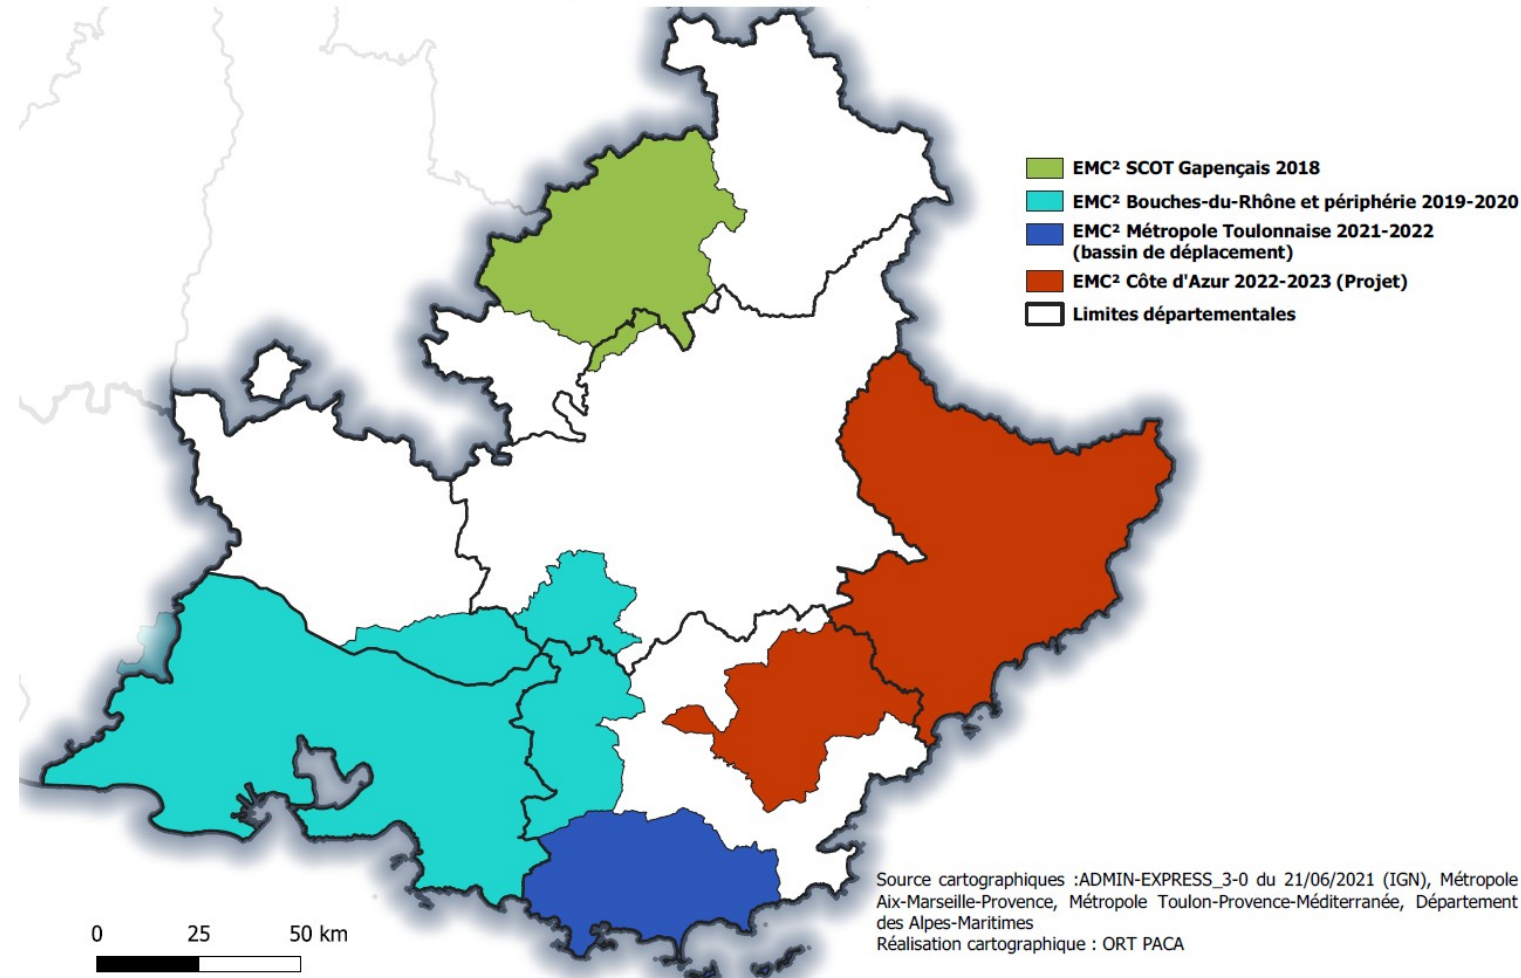 EMC² SCOT Gapençais 2018
EMC² Bouches-du-Rhône et périphérie 2019-2020
EMC² Métropole Toulonnaise 2021-2022
(bassin de déplacement)
EMC² Côte d'Azur 2022-2023 (Projet)
Limites départementales
Source cartographiques :ADMIN-EXPRESS_3-0 du 21/06/2021 (IGN), Métropole
Aix-Marseille-Provence, Métropole Toulon-Provence-Méditerranée, Département
des Alpes-Maritimes
Réalisation cartographique : ORT PACA
0 25 50 km